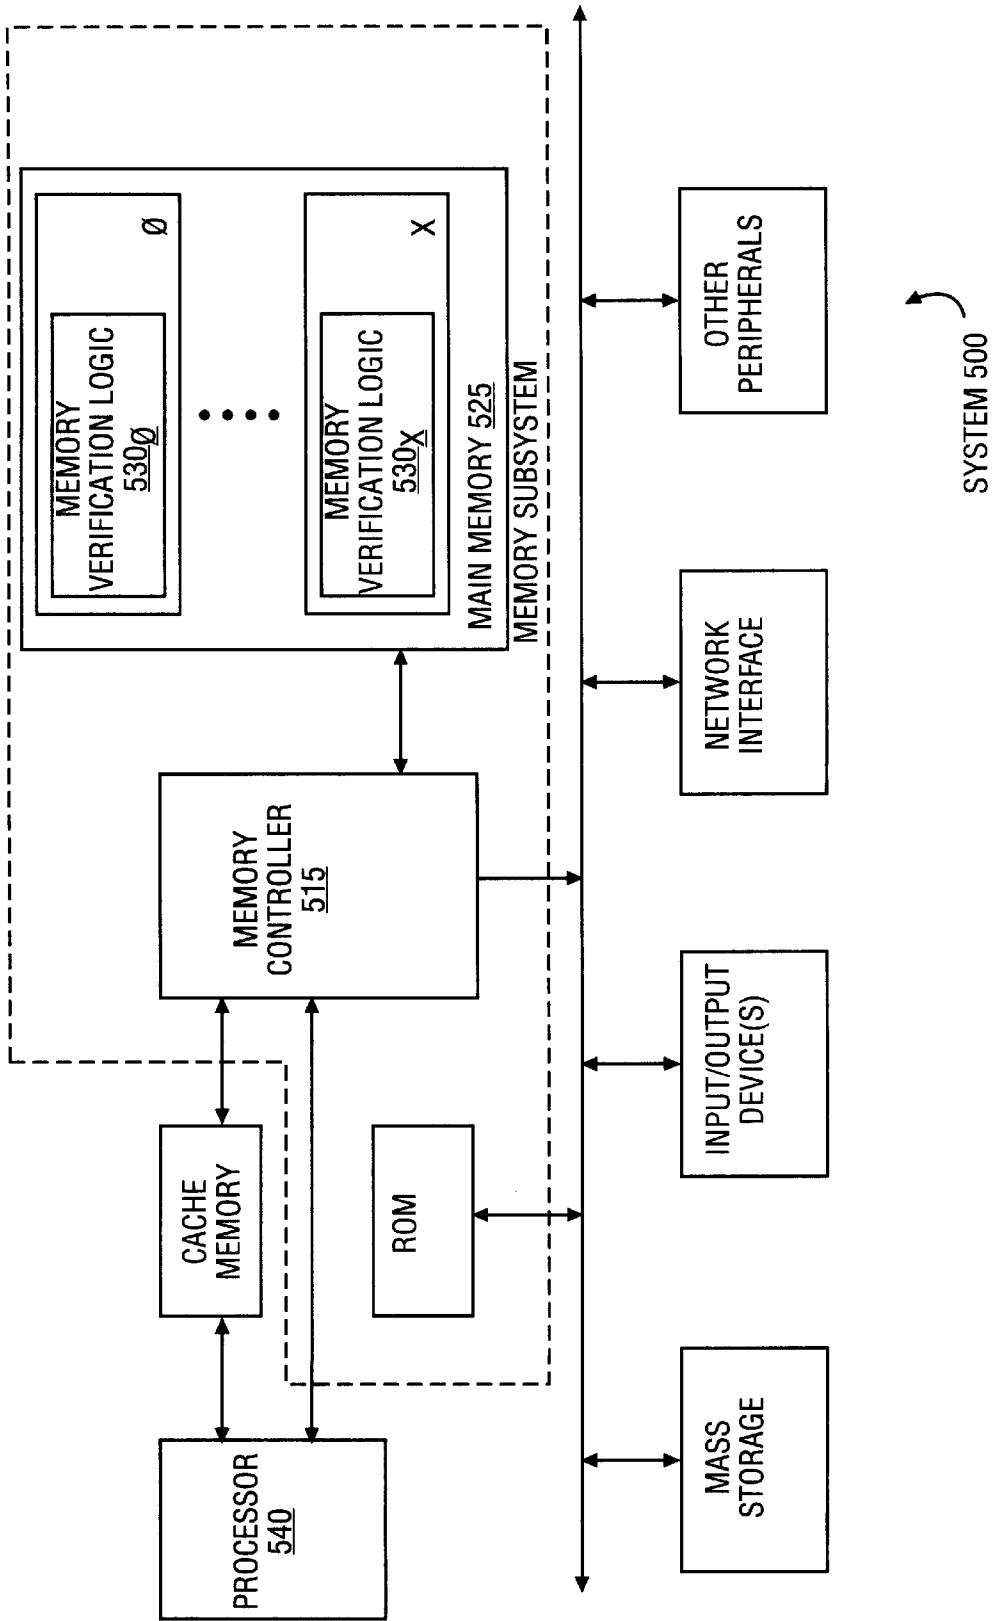 PROCESSOR
540
CACHE
MEMORY
ROM
MEMORY
CONTROLLER
515
MEMORY
VERIFICATION LOGIC
530Ø
Ø
MEMORY
VERIFICATION LOGIC
530X
X
MAIN MEMORY 525
MEMORY SUBSYSTEM
MASS
STORAGE
INPUT/OUTPUT
DEVICE(S)
NETWORK
INTERFACE
OTHER
PERIPHERALS
SYSTEM 500